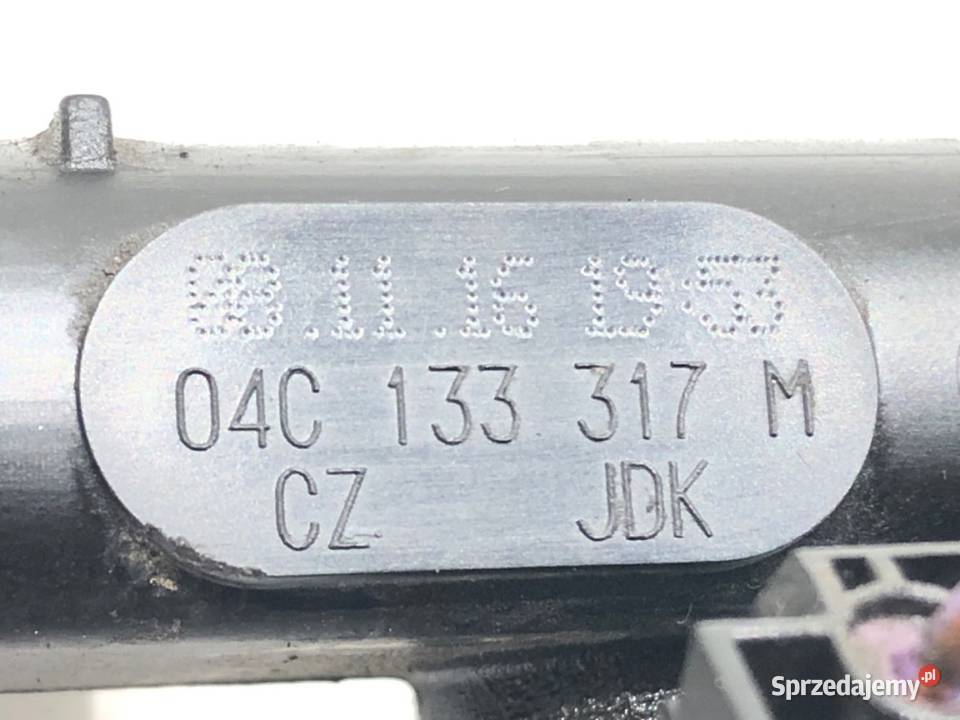 08.11.16 19:53
04C 133 317 M
CZ JDK
Sprzedajemy.pl